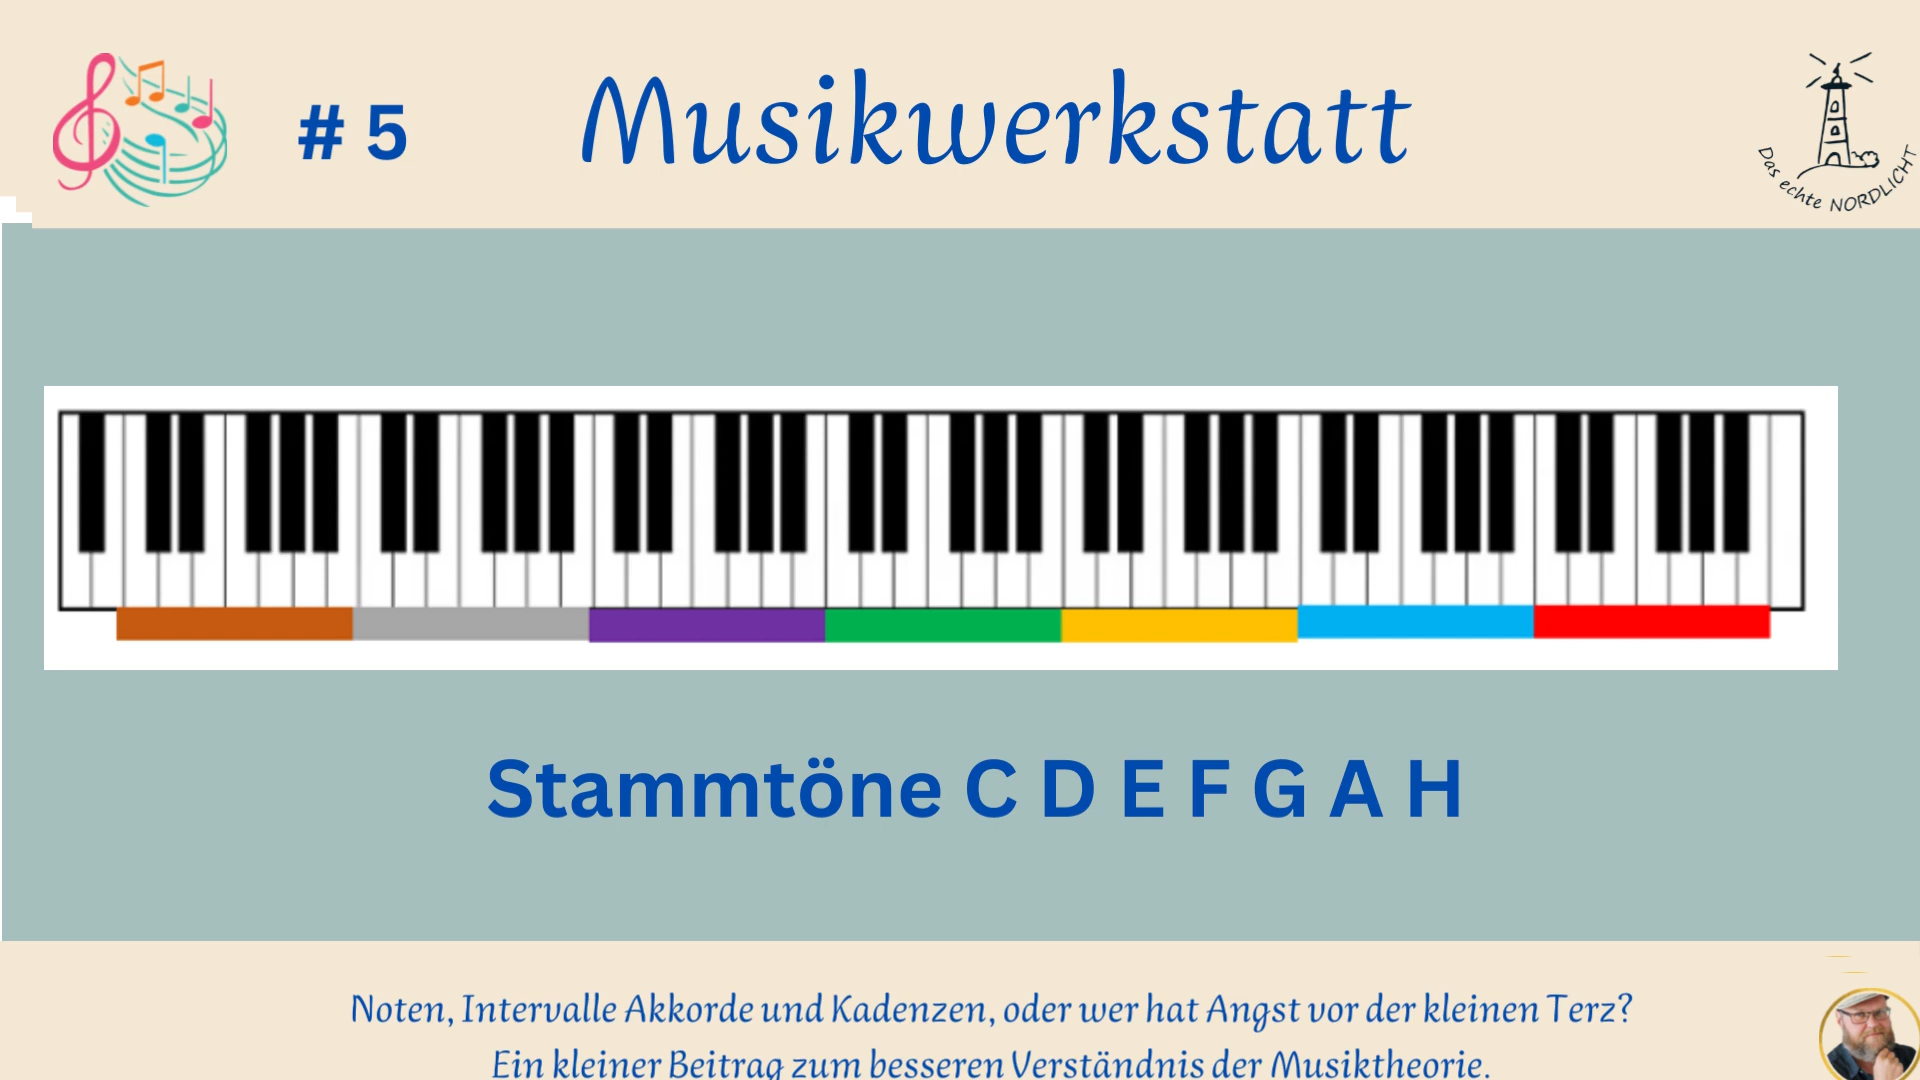 # 5
Musikwerkstatt
Das echte NORDLICHT
Stammtöne C D E F G A H
Noten, Intervalle Akkorde und Kadenzen, oder wer hat Angst vor der kleinen Terz?
Ein kleiner Beitrag zum besseren Verständnis der Musiktheorie.